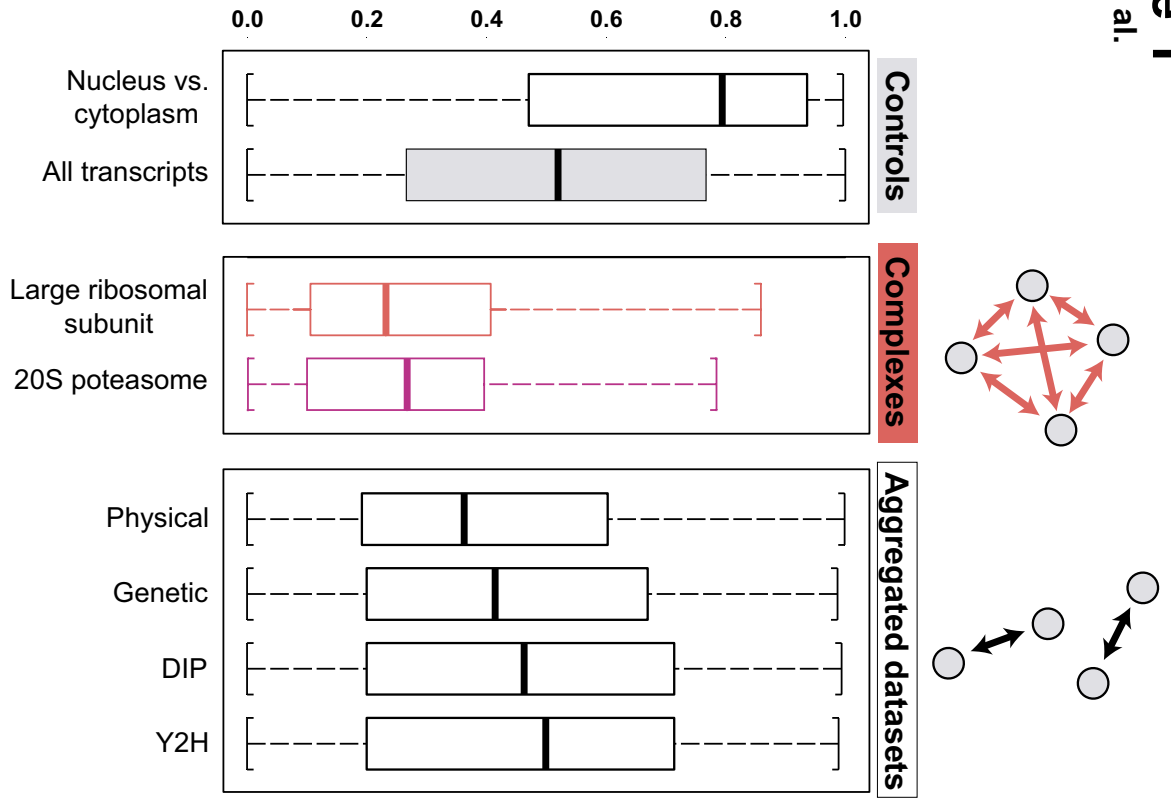 0.0 0.2 0.4 0.6 0.8 1.0
al.
Nucleus vs.
cytoplasm
All transcripts
Controls
Large ribosomal
subunit
20S poteasome
Complexes
Physical
Genetic
DIP
Y2H
Aggregated datasets